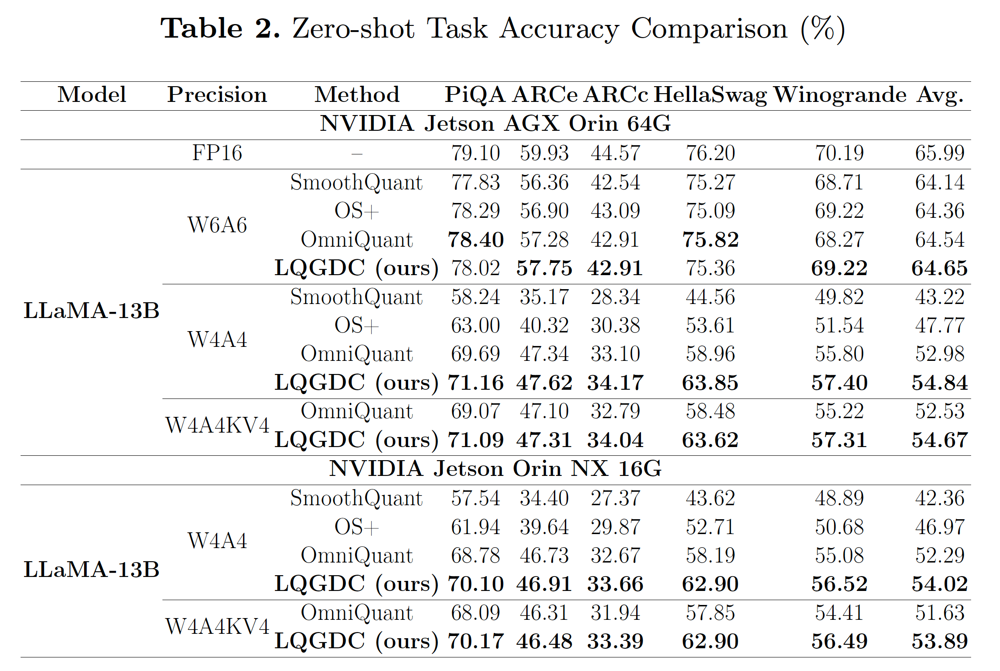 Table 2. Zero-shot Task Accuracy Comparison (%)
Model Precision Method PiQA ARCe ARCc HellaSwag Winogrande Avg.
NVIDIA Jetson AGX Orin 64G
FP16 – 79.10 59.93 44.57 76.20 70.19 65.99
SmoothQuant 77.83 56.36 42.54 75.27 68.71 64.14
OS+ 78.29 56.90 43.09 75.09 69.22 64.36
W6A6
OmniQuant 78.40 57.28 42.91 75.82 68.27 64.54
LQGDC (ours) 78.02 57.75 42.91 75.36 69.22 64.65
SmoothQuant 58.24 35.17 28.34 44.56 49.82 43.22
LLaMA-13B
OS+ 63.00 40.32 30.38 53.61 51.54 47.77
W4A4
OmniQuant 69.69 47.34 33.10 58.96 55.80 52.98
LQGDC (ours) 71.16 47.62 34.17 63.85 57.40 54.84
OmniQuant 69.07 47.10 32.79 58.48 55.22 52.53
W4A4KV4
LQGDC (ours) 71.09 47.31 34.04 63.62 57.31 54.67
NVIDIA Jetson Orin NX 16G
SmoothQuant 57.54 34.40 27.37 43.62 48.89 42.36
OS+ 61.94 39.64 29.87 52.71 50.68 46.97
W4A4
OmniQuant 68.78 46.73 32.67 58.19 55.08 52.29
LLaMA-13B
LQGDC (ours) 70.10 46.91 33.66 62.90 56.52 54.02
OmniQuant 68.09 46.31 31.94 57.85 54.41 51.63
W4A4KV4
LQGDC (ours) 70.17 46.48 33.39 62.90 56.49 53.89